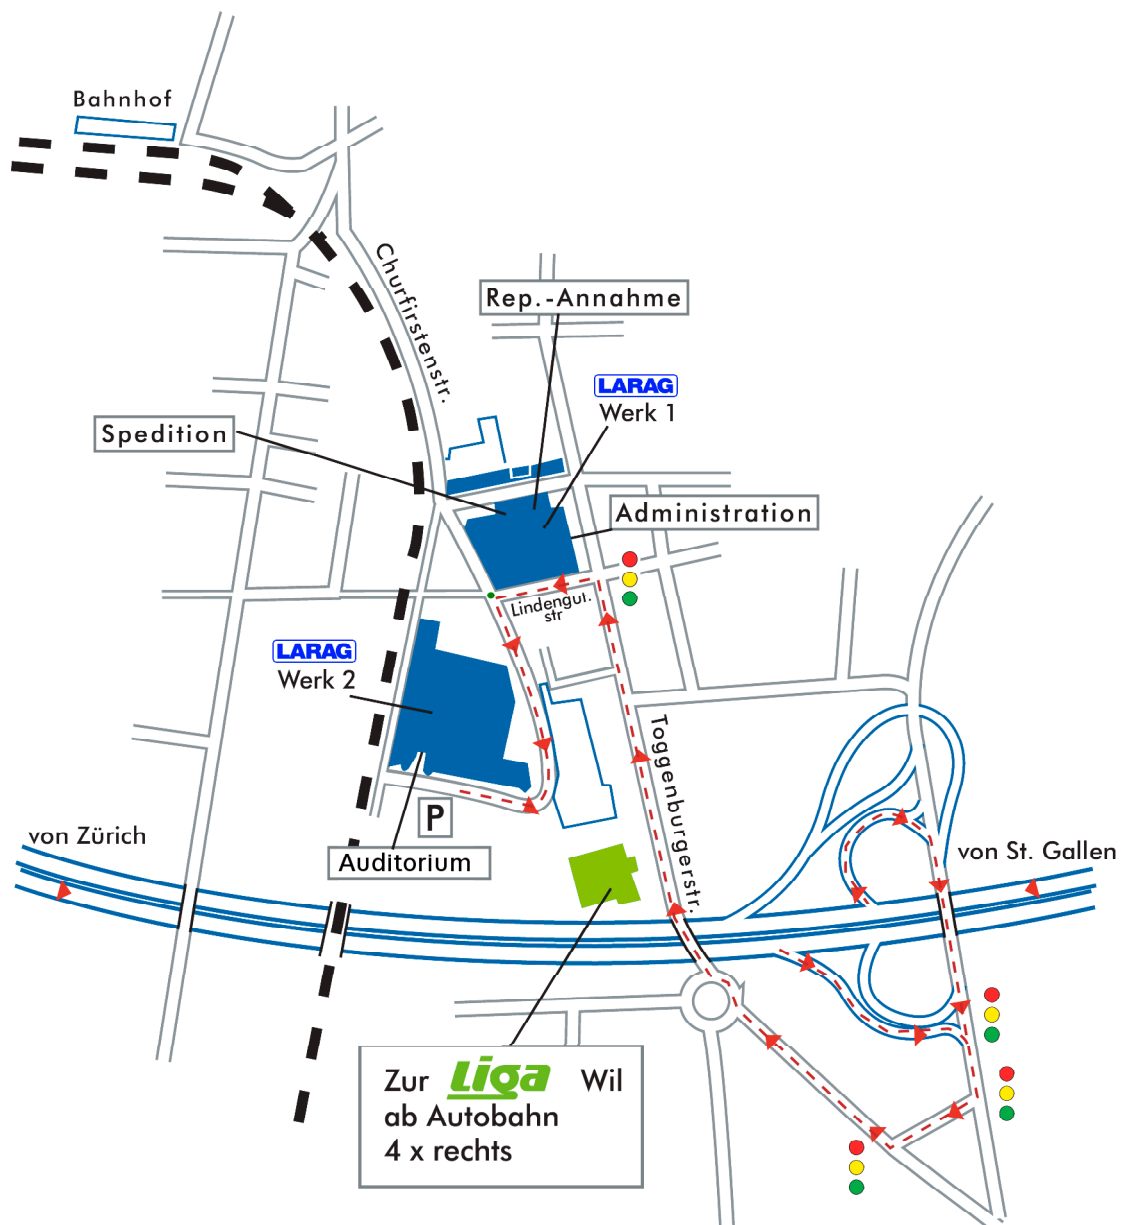 Bahnhof
Churfirstenstr.
Rep.-Annahme
LARAG
Werk 1
Spedition
Administration
Lindengut.
str
LARAG
Werk 2
Toggenburgerstr.
P
Auditorium
von Zürich
von St. Gallen
Zur Liga Wil
ab Autobahn
4 x rechts